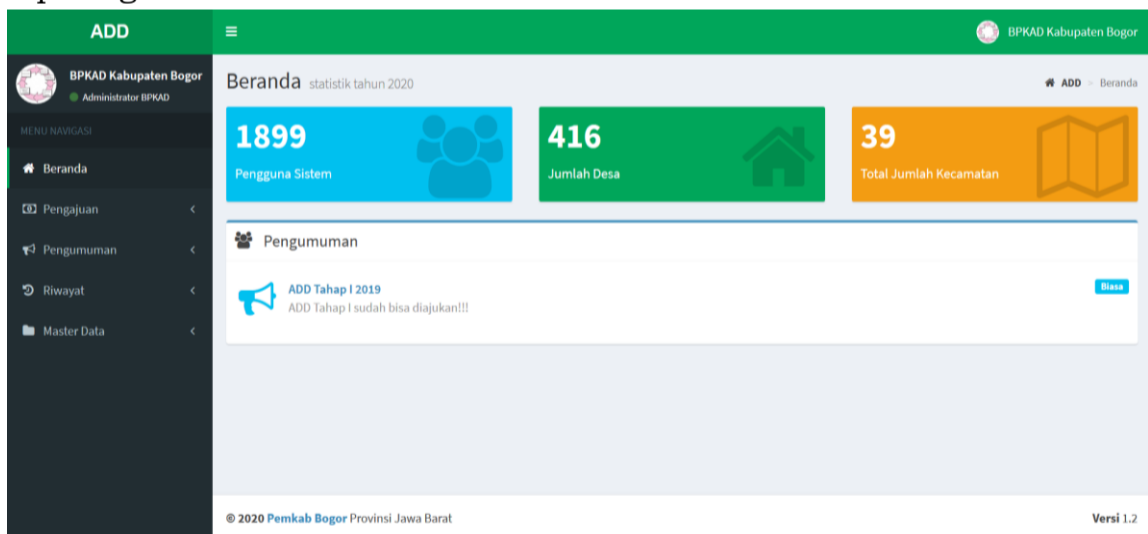 ADD
BPKAD Kabupaten Bogor
BPKAD Kabupaten Bogor
Administrator BPKAD
MENU NAVIGASI
Beranda
Pengajuan
Pengumuman
Riwayat
Master Data
Beranda statistik tahun 2020
ADD > Beranda
1899
Pengguna Sistem
416
Jumlah Desa
39
Total Jumlah Kecamatan
Pengumuman
ADD Tahap I 2019
Biasa
ADD Tahap I sudah bisa diajukan!!!
© 2020 Pemkab Bogor Provinsi Jawa Barat
Versi 1.2